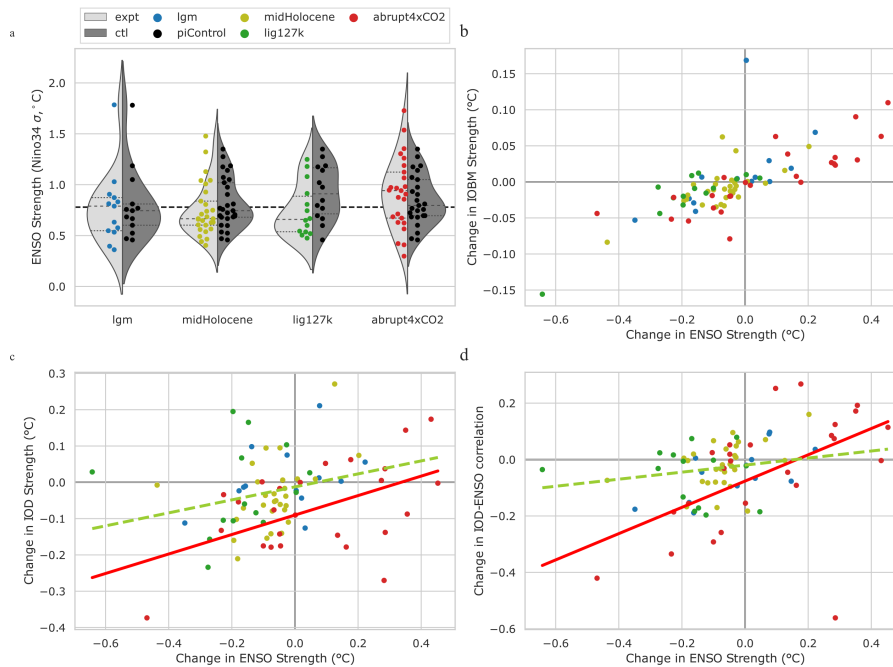 expt lgm midHolocene abrupt4xCO2
ctl piControl lig127k
a
2.0
1.5
1.0
0.5
0.0
ENSO Strength (Nino34 σ,°C)
lgm midHolocene lig127k abrupt4xCO2
b
0.15
0.10
0.05
0.00
−0.05
−0.10
−0.15
Change in IOBM Strength (°C)
−0.6 −0.4 −0.2 0.0 0.2 0.4
Change in ENSO Strength (°C)
c
0.3
0.2
0.1
0.0
−0.1
−0.2
−0.3
−0.4
Change in IOD Strength (°C)
−0.6 −0.4 −0.2 0.0 0.2 0.4
Change in ENSO Strength (°C)
d
0.2
0.0
−0.2
−0.4
−0.6
Change in IOD-ENSO correlation
−0.6 −0.4 −0.2 0.0 0.2 0.4
Change in ENSO Strength (°C)